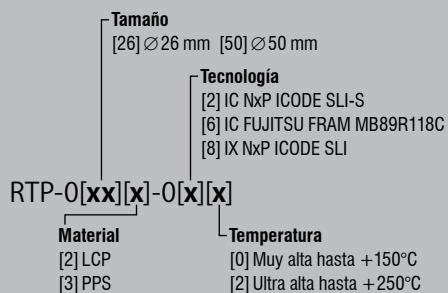 Tamaño
[26] ∅ 26 mm [50] ∅ 50 mm
Tecnología
[2] IC NxP ICODE SLI-S
[6] IC FUJITSU FRAM MB89R118C
[8] IX NxP ICODE SLI
RTP-0[xx][x]-0[x][x]
Material
[2] LCP
[3] PPS
Temperatura
[0] Muy alta hasta +150°C
[2] Ultra alta hasta +250°C